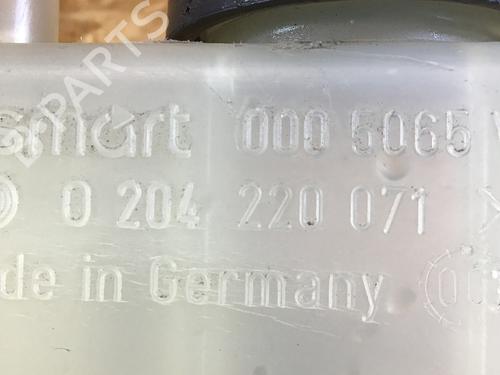 B-PARTS
smart 000 5065 V
0 204 220 071
de in Germany